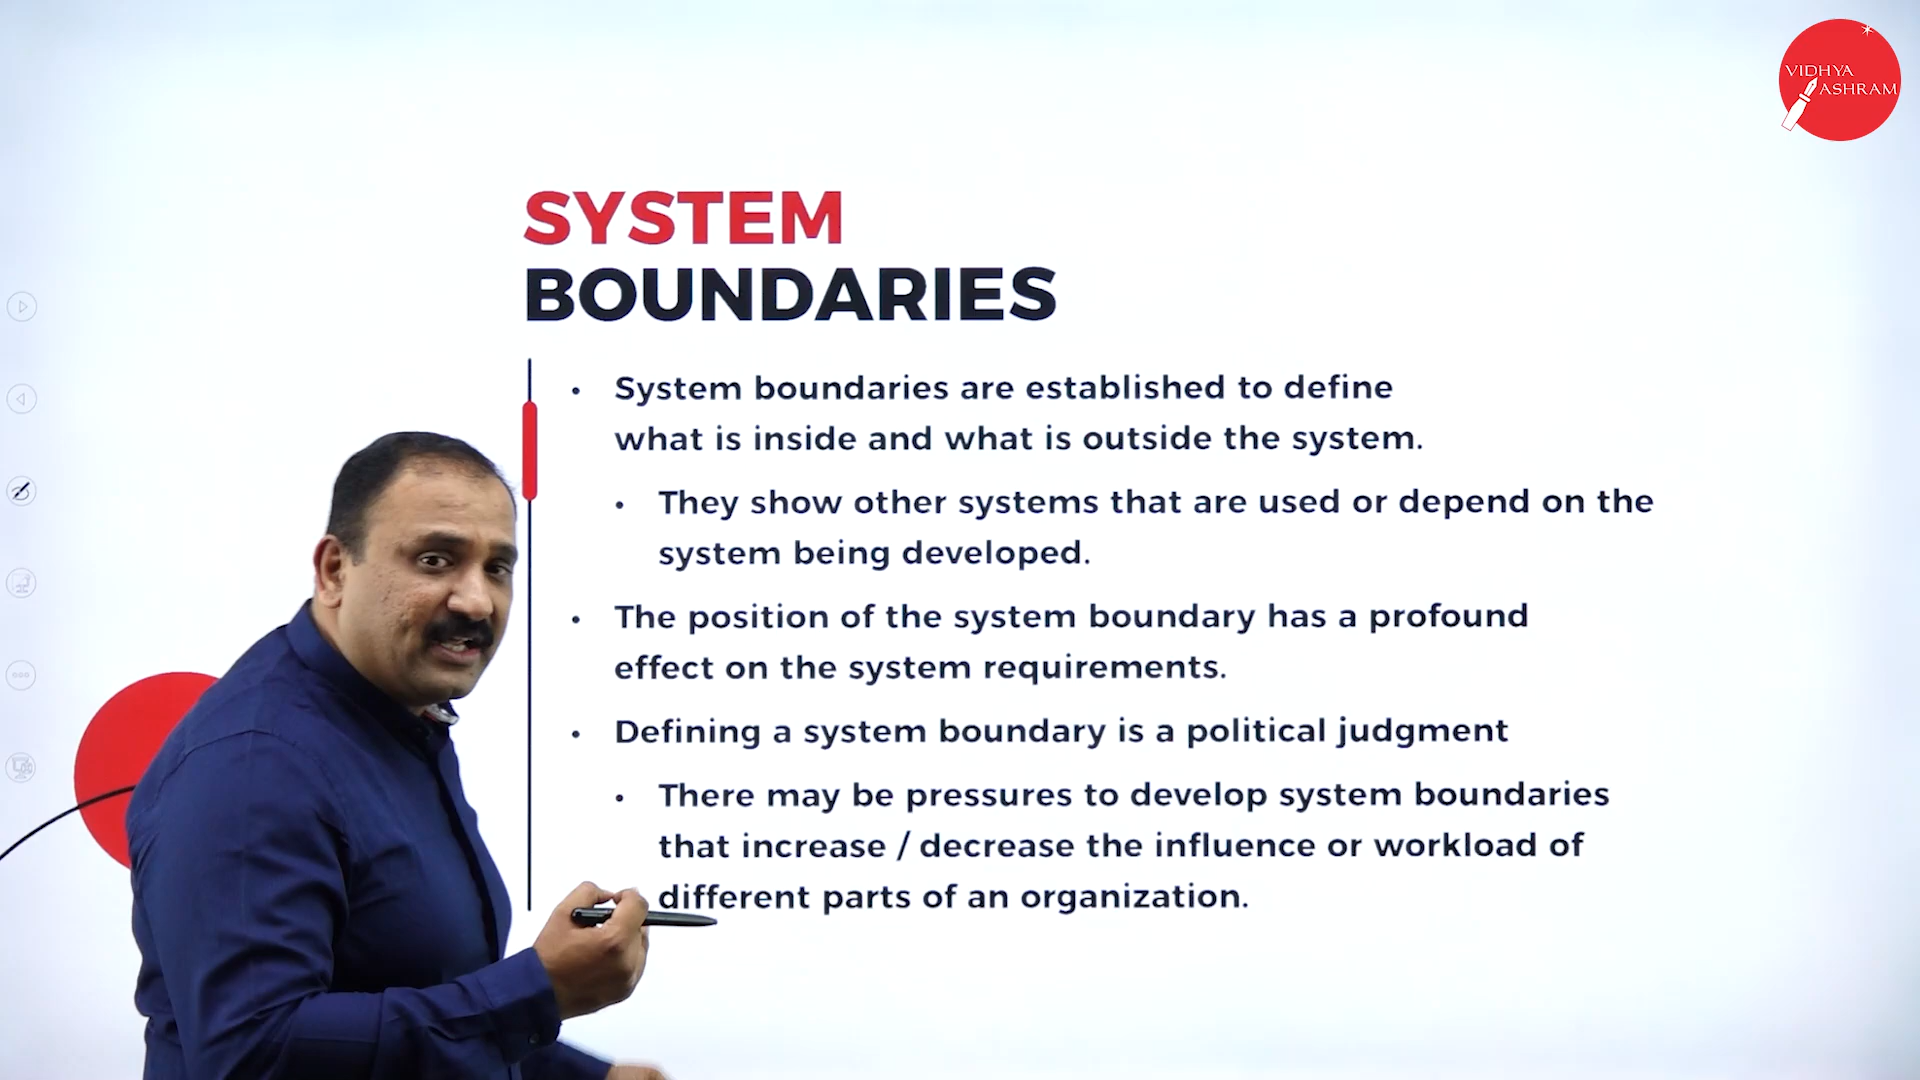 VIDHYA
ASHRAM
SYSTEM
BOUNDARIES
• System boundaries are established to define
what is inside and what is outside the system.
• They show other systems that are used or depend on the
system being developed.
• The position of the system boundary has a profound
effect on the system requirements.
• Defining a system boundary is a political judgment
• There may be pressures to develop system boundaries
that increase / decrease the influence or workload of
different parts of an organization.